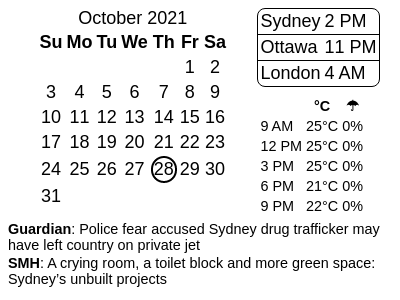 October 2021
Su Mo Tu We Th Fr Sa
1 2
3 4 5 6 7 8 9
10 11 12 13 14 15 16
17 18 19 20 21 22 23
24 25 26 27 28 29 30
31
Sydney 2 PM
Ottawa 11 PM
London 4 AM
°C ☂
9 AM 25°C 0%
12 PM 25°C 0%
3 PM 25°C 0%
6 PM 21°C 0%
9 PM 22°C 0%
Guardian: Police fear accused Sydney drug trafficker may
have left country on private jet
SMH: A crying room, a toilet block and more green space:
Sydney’s unbuilt projects